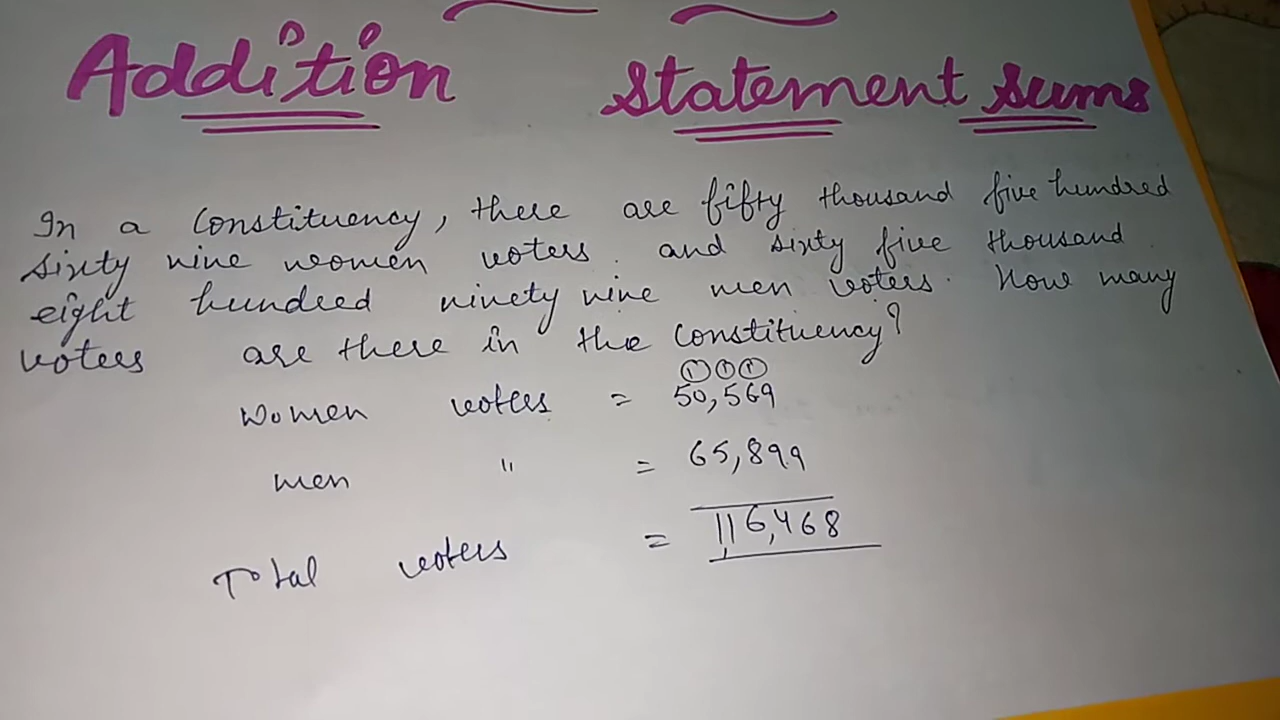 Addition Statement Sums
In a Constituency, there are fifty thousand five hundred
sixty nine women voters. and sixty five thousand
eight hundred ninety nine men voters. How many
voters are there in the Constituency?
1 1 1
Women voters = 50,569
men " = 65,899
Total voters = 1,16,468